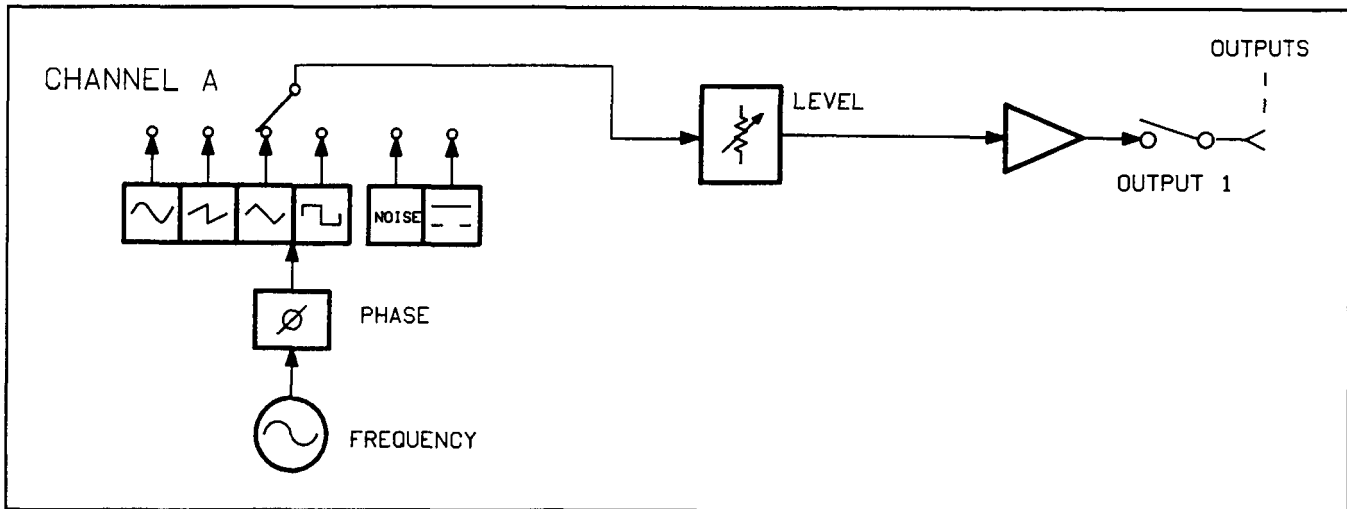 OUTPUTS
CHANNEL A
LEVEL
OUTPUT 1
NOISE
PHASE
Ø
FREQUENCY